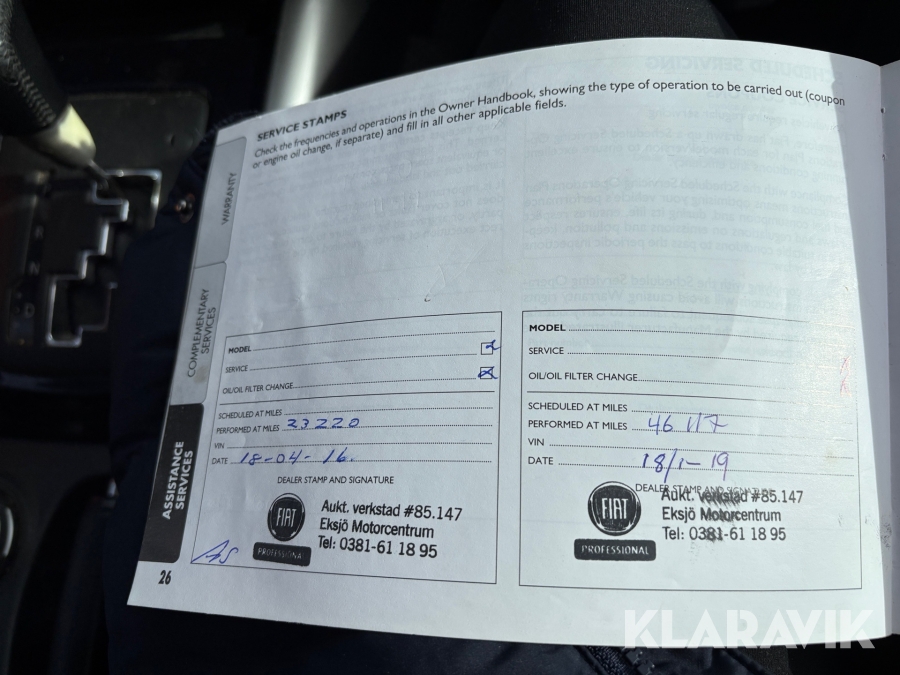 SERVICE STAMPS
Check the frequencies and operations in the Owner Handbook, showing the type of operation to be carried out (coupon
or engine oil change, if separate) and fill in all other applicable fields.
WARRANTY
COMPLEMENTARY
SERVICES
ASSISTANCE
SERVICES
MODEL
SERVICE
OIL/OIL FILTER CHANGE
SCHEDULED AT MILES
PERFORMED AT MILES 23220
VIN
DATE 18-04-16.
DEALER STAMP AND SIGNATURE
FIAT
PROFESSIONAL
Aukt. verkstad #85.147
Eksjö Motorcentrum
Tel: 0381-61 18 95
MODEL
SERVICE
OIL/OIL FILTER CHANGE
SCHEDULED AT MILES
PERFORMED AT MILES 46 117
VIN
DATE 18/1-19
DEALER STAMP AND SIGNATURE
FIAT
PROFESSIONAL
Aukt. verkstad #85.147
Eksjö Motorcentrum
Tel: 0381-61 18 95
26
KLARAVIK